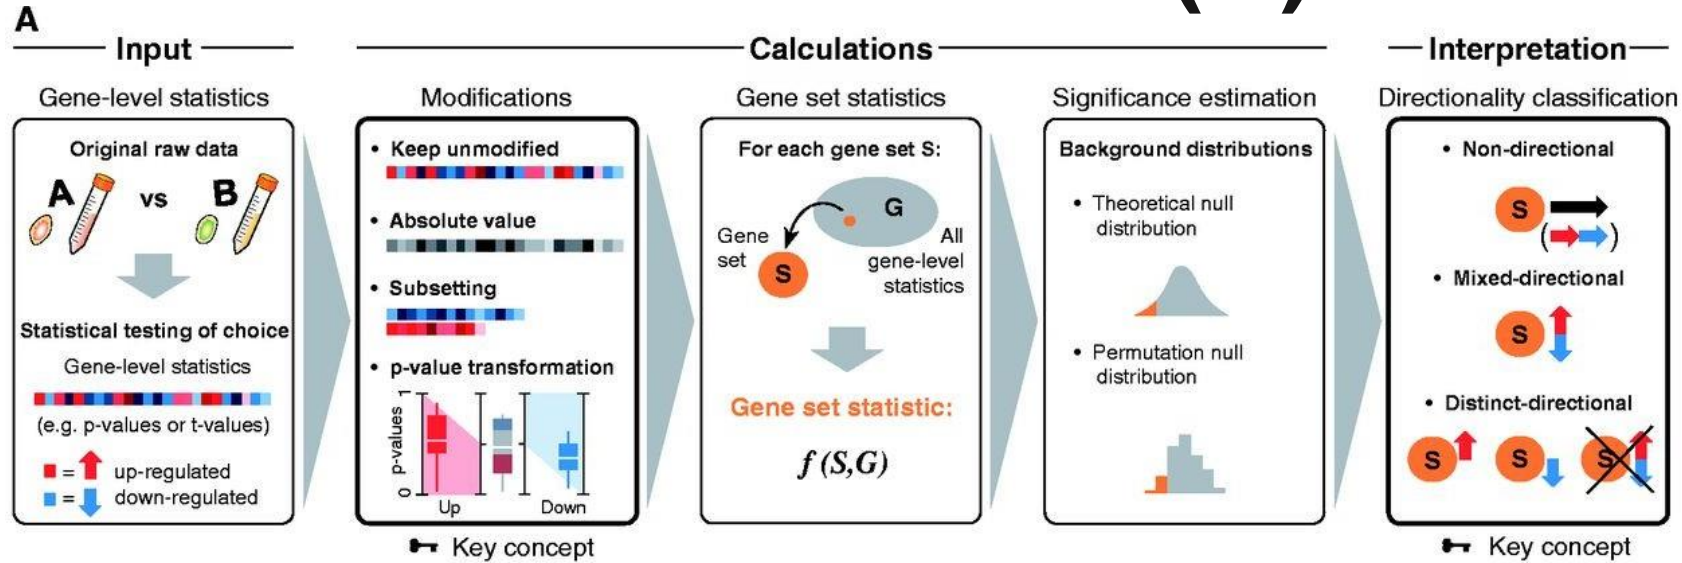 A
Input
Calculations
Interpretation
Gene-level statistics
Modifications
Gene set statistics
Significance estimation
Directionality classification
Original raw data
A
vs
B
Statistical testing of choice
Gene-level statistics
(e.g. p-values or t-values)
= up-regulated
= down-regulated
• Keep unmodified
• Absolute value
• Subsetting
• p-value transformation
p-values
1
0
Up
Down
Key concept
For each gene set S:
G
Gene
set
S
All
gene-level
statistics
Gene set statistic:
f (S,G)
Background distributions
• Theoretical null
distribution
• Permutation null
distribution
• Non-directional
S
( )
• Mixed-directional
S
• Distinct-directional
S
S
S
Key concept